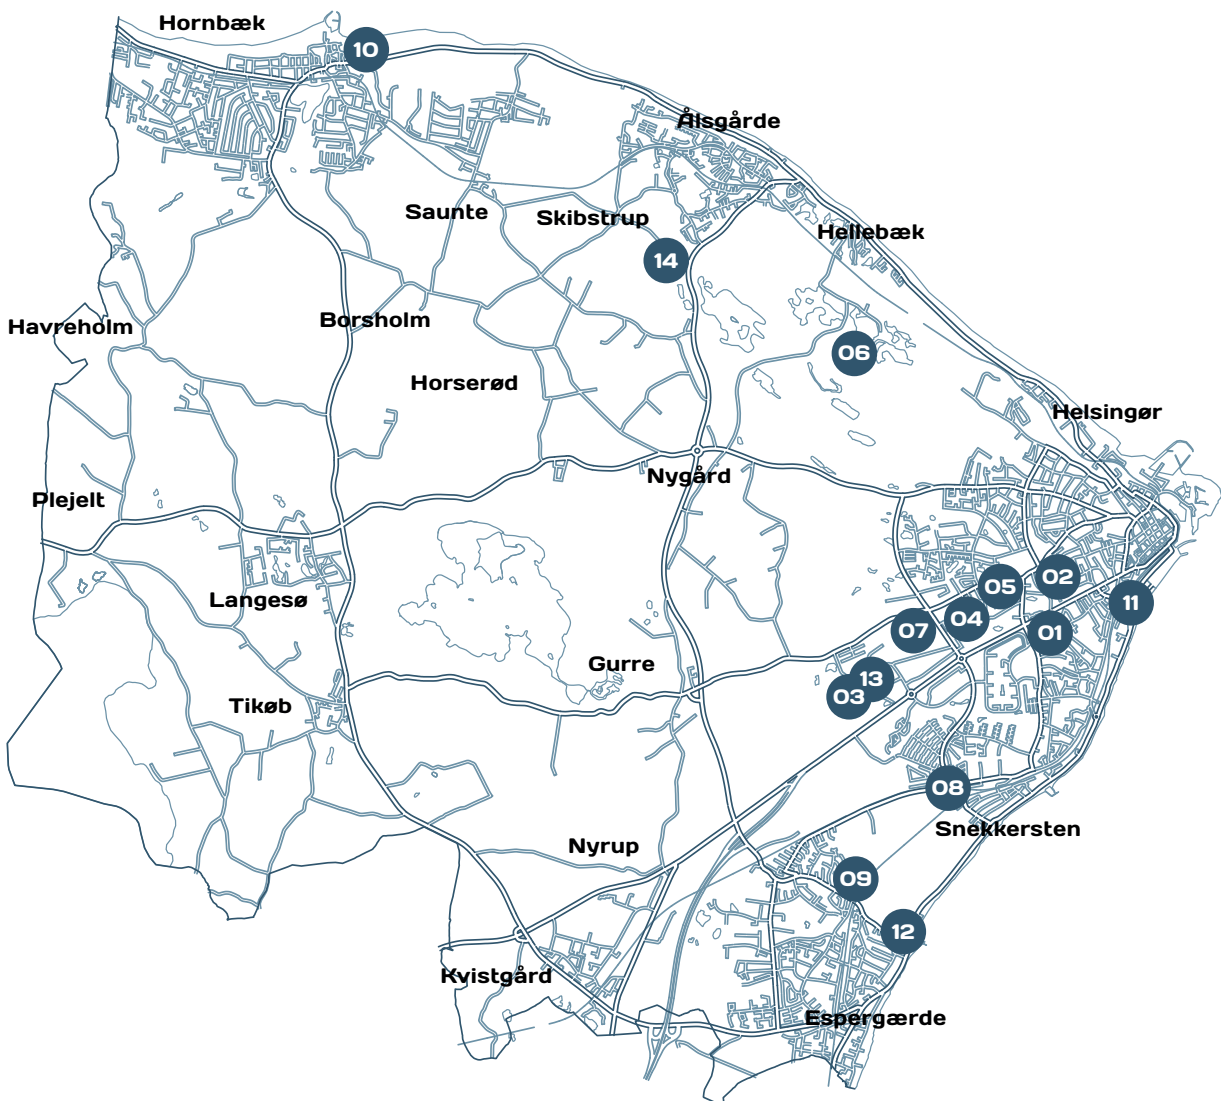 Hornbæk
10
Ålsgårde
Saunte
Skibstrup
Hellebæk
14
Borsholm
Havreholm
06
Horserød
Helsingør
Nygård
Plejelt
Langesø
05
02
11
04
07
01
Gurre
13
03
Tikøb
08
Snekkersten
Nyrup
09
12
Kvistgård
Espergærde